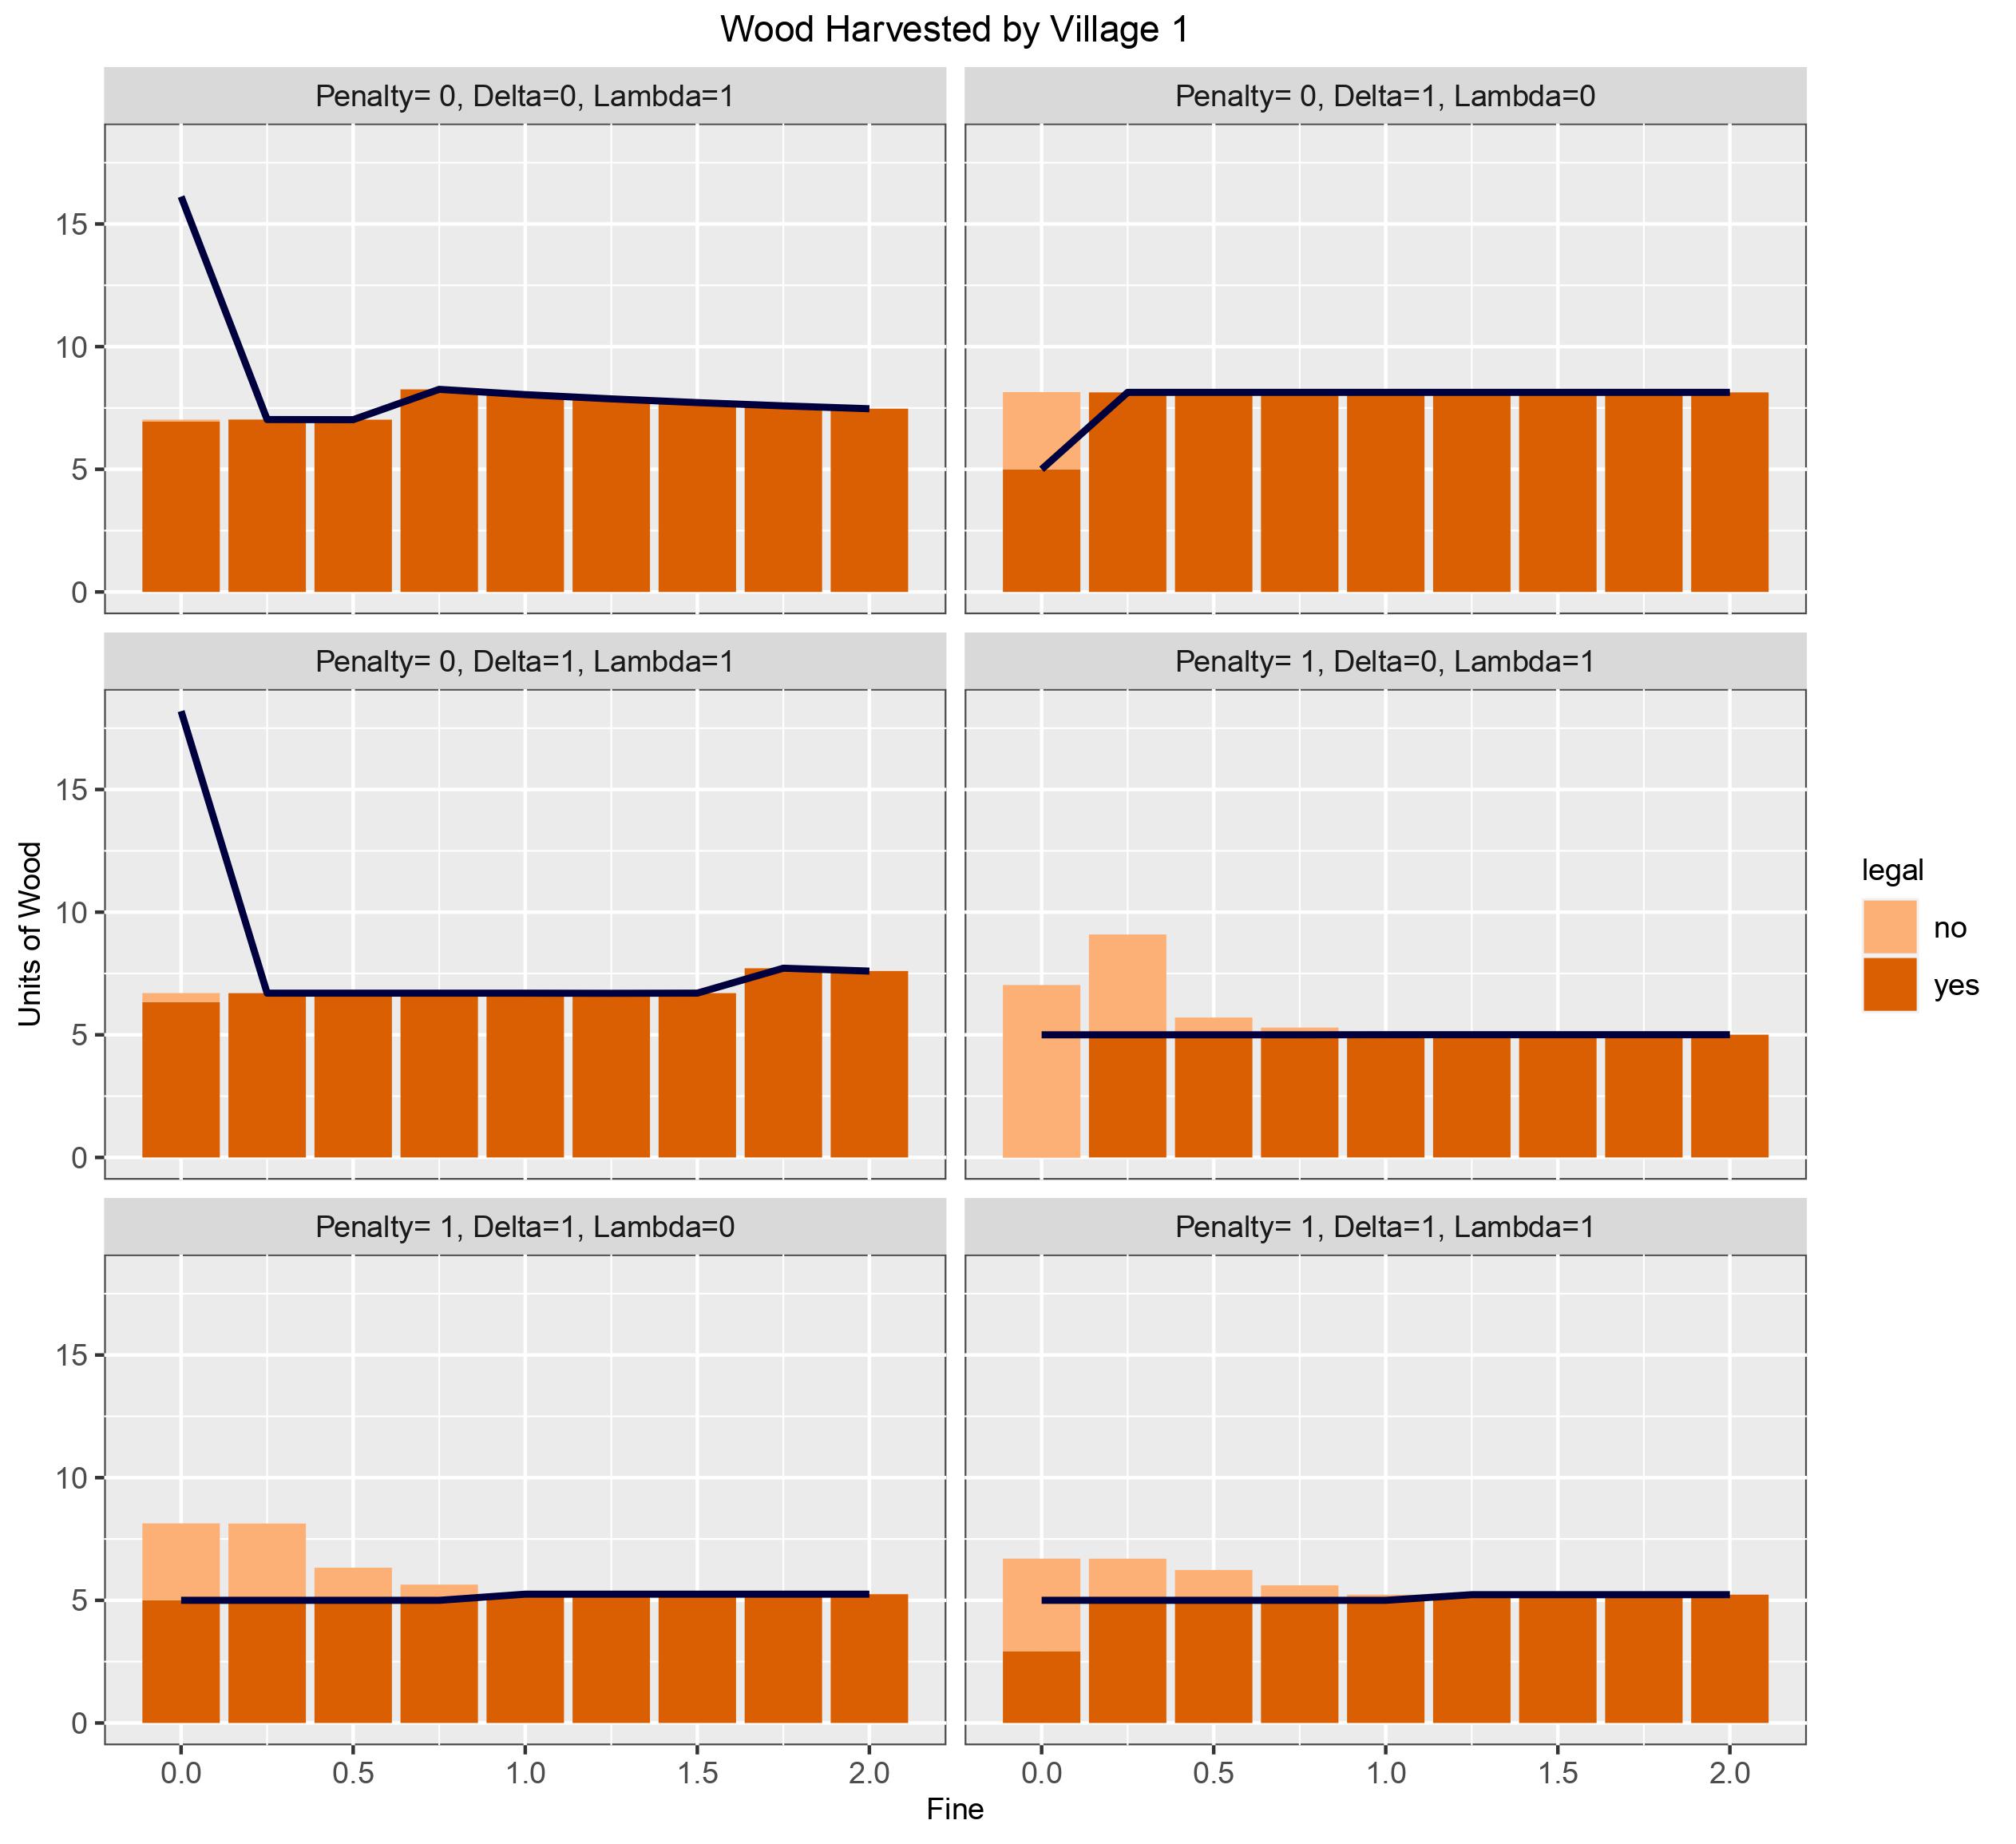 Wood Harvested by Village 1
Penalty= 0, Delta=0, Lambda=1
Penalty= 0, Delta=1, Lambda=0
15
10
5
0
Penalty= 0, Delta=1, Lambda=1
Penalty= 1, Delta=0, Lambda=1
15
10
5
0
Units of Wood
legal
no
yes
Penalty= 1, Delta=1, Lambda=0
Penalty= 1, Delta=1, Lambda=1
15
10
5
0
0.0 0.5 1.0 1.5 2.0
0.0 0.5 1.0 1.5 2.0
Fine